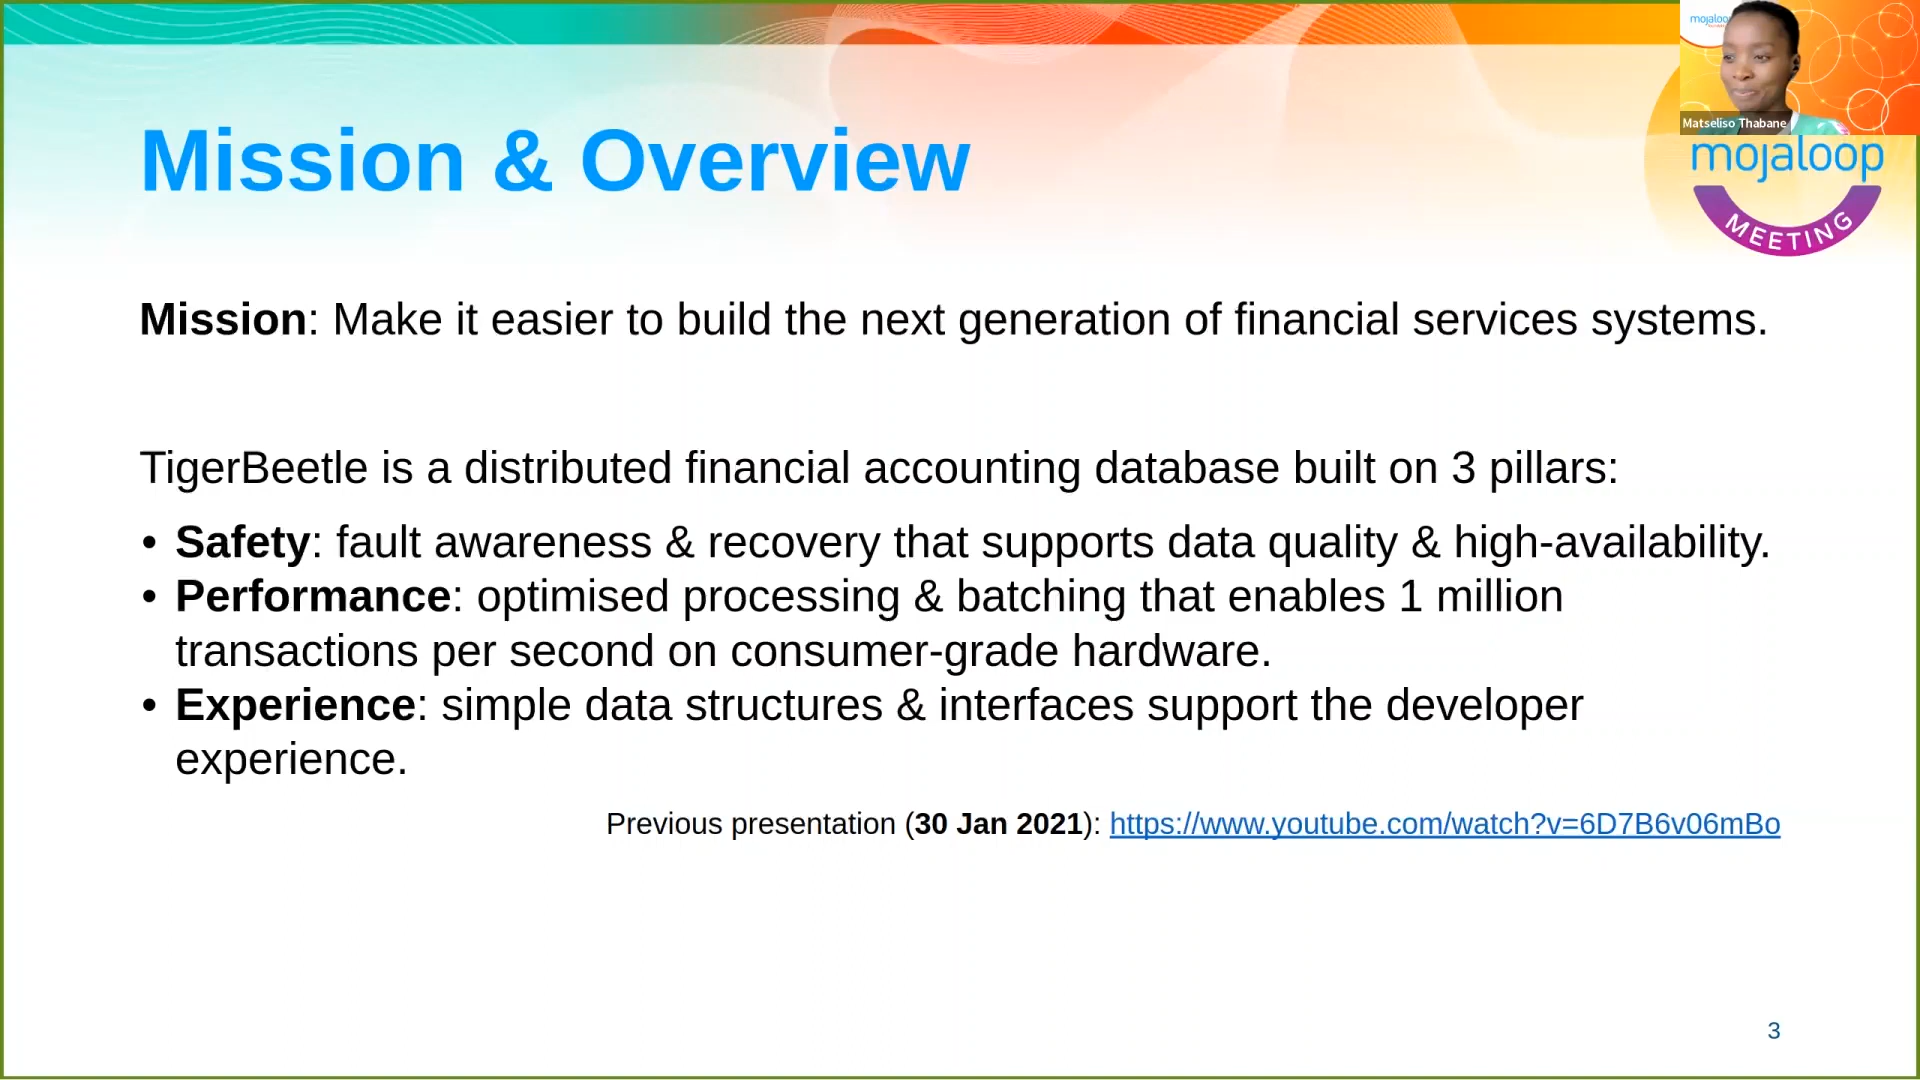 mojaloop
Matseliso Thabane
mojaloop
MEETING
Mission & Overview
Mission: Make it easier to build the next generation of financial services systems.
TigerBeetle is a distributed financial accounting database built on 3 pillars:
• Safety: fault awareness & recovery that supports data quality & high-availability.
• Performance: optimised processing & batching that enables 1 million
transactions per second on consumer-grade hardware.
• Experience: simple data structures & interfaces support the developer
experience.
Previous presentation (30 Jan 2021): https://www.youtube.com/watch?v=6D7B6v06mBo
3